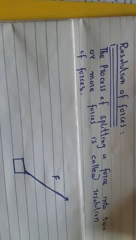 Resolution of forces:
The process of splitting a force into two
or more forces is called resolution
of forces.
F